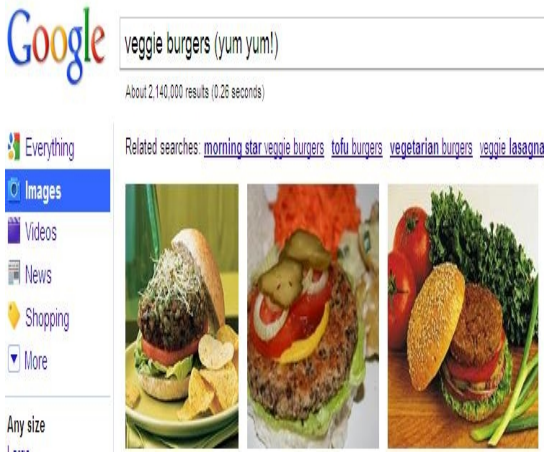 Google
veggie burgers (yum yum!)
About 2,140,000 results (0.26 seconds)
Everything
Images
Videos
News
Shopping
More
Any size
Related searches: morning star veggie burgers tofu burgers vegetarian burgers veggie lasagna